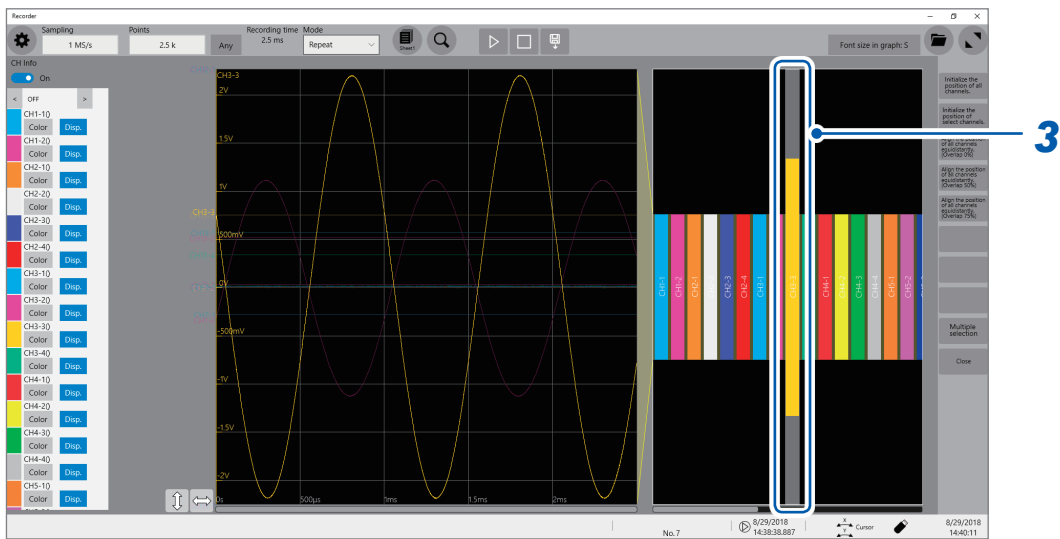 Recorder
Sampling
1 MS/s
Points
2.5 k
Any
Recording time
2.5 ms
Mode
Repeat
Sheet1
Font size in graph: S
CH Info
On
< OFF >
CH1-1()
Color Disp.
CH1-2()
Color Disp.
CH2-1()
Color Disp.
CH2-2()
Color Disp.
CH2-3()
Color Disp.
CH2-4()
Color Disp.
CH3-1()
Color Disp.
CH3-2()
Color Disp.
CH3-3()
Color Disp.
CH3-4()
Color Disp.
CH4-1()
Color Disp.
CH4-2()
Color Disp.
CH4-3()
Color Disp.
CH4-4()
Color Disp.
CH5-1()
Color Disp.
CH3-3
2V
1.5V
1V
CH3-3
500mV
0V
-500mV
-1V
-1.5V
-2V
0s
500µs
1ms
1.5ms
2ms
CH1-1
CH1-2
CH2-1
CH2-3
CH2-4
CH3-1
CH3-3
CH4-1
CH4-3
CH4-4
CH5-1
CH5-2
Initialize the
position of all
channels.
Initialize the
position of
select channels.
Align the position
of all channels
equidistantly.
(Overlap 0%)
Align the position
of all channels
equidistantly.
(Overlap 50%)
Align the position
of all channels
equidistantly.
(Overlap 75%)
Multiple
selection
Close
3
No. 7
8/29/2018
14:38:38.887
X
Y
Cursor
8/29/2018
14:40:11